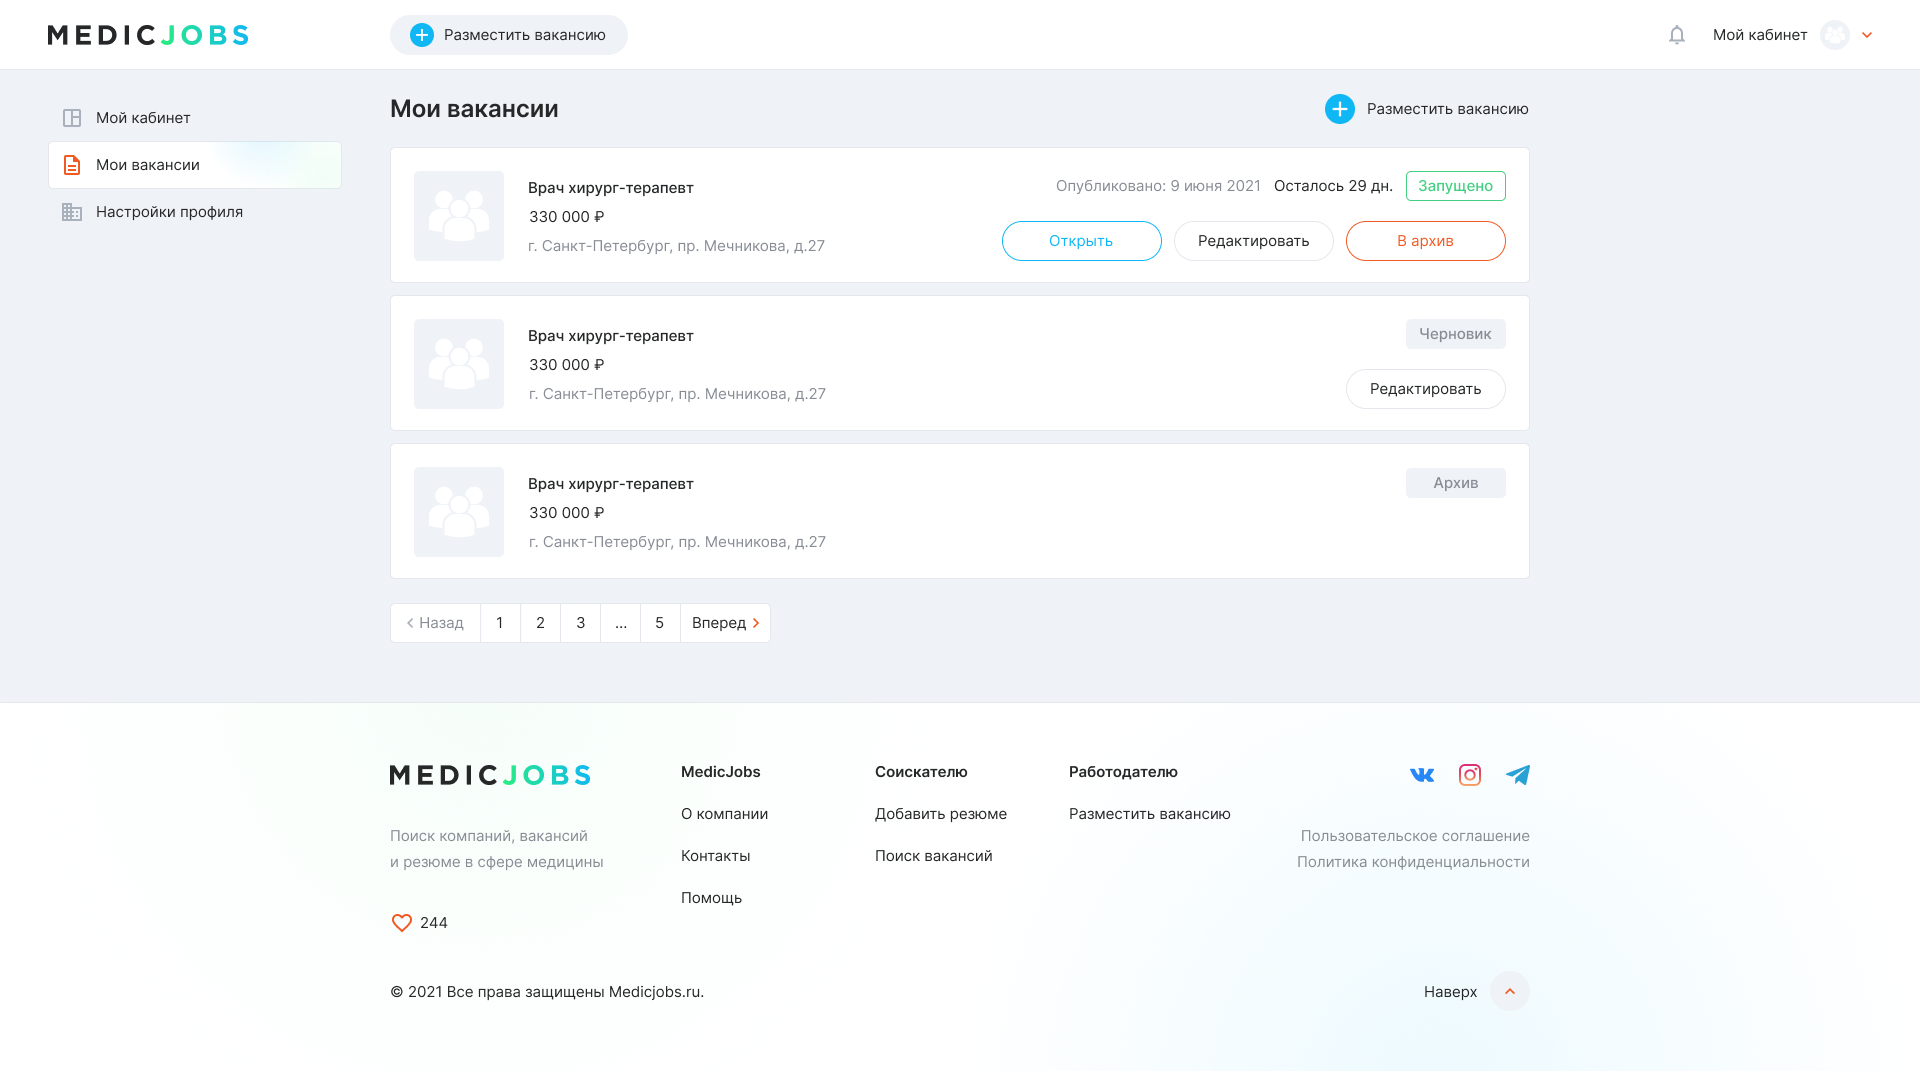 MEDICJOBS
Разместить вакансию
Мой кабинет
Мой кабинет
Мои вакансии
Настройки профиля
Мои вакансии
Разместить вакансию
Врач хирург-терапевт
330 000 ₽
г. Санкт-Петербург, пр. Мечникова, д.27
Опубликовано: 9 июня 2021 Осталось 29 дн. Запущено
Открыть Редактировать В архив
Врач хирург-терапевт
330 000 ₽
г. Санкт-Петербург, пр. Мечникова, д.27
Черновик
Редактировать
Врач хирург-терапевт
330 000 ₽
г. Санкт-Петербург, пр. Мечникова, д.27
Архив
Назад 1 2 3 ... 5 Вперед
MEDICJOBS
Поиск компаний, вакансий
и резюме в сфере медицины
244
MedicJobs
О компании
Контакты
Помощь
Соискателю
Добавить резюме
Поиск вакансий
Работодателю
Разместить вакансию
Пользовательское соглашение
Политика конфиденциальности
© 2021 Все права защищены Medicjobs.ru.
Наверх